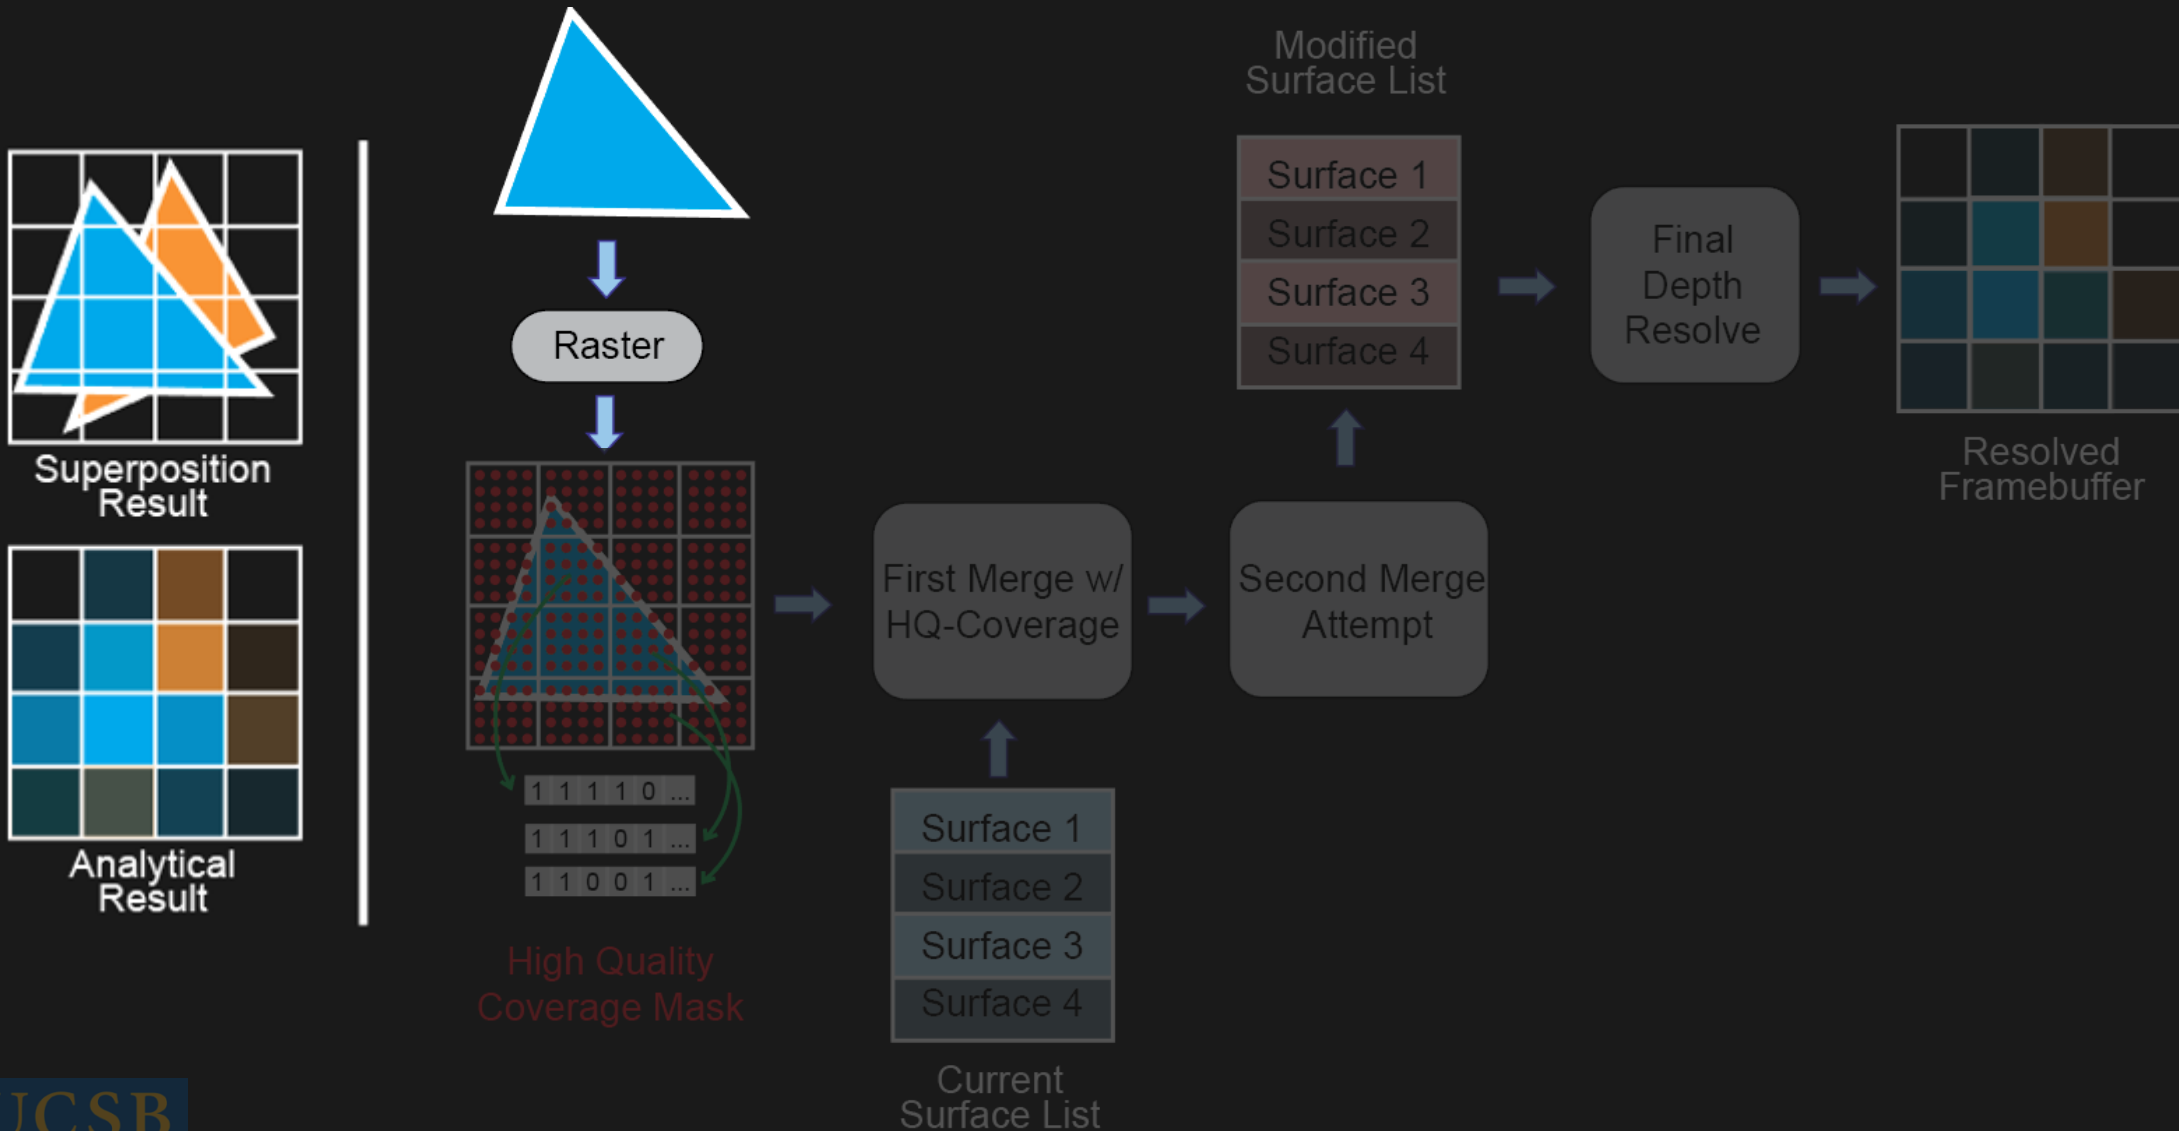 Superposition
Result
Analytical
Result
Raster
1 1 1 1 0 ...
1 1 1 0 1 ...
1 1 0 0 1 ...
High Quality
Coverage Mask
First Merge w/
HQ-Coverage
Surface 1
Surface 2
Surface 3
Surface 4
Current
Surface List
Second Merge
Attempt
Modified
Surface List
Surface 1
Surface 2
Surface 3
Surface 4
Final
Depth
Resolve
Resolved
Framebuffer
UCSB